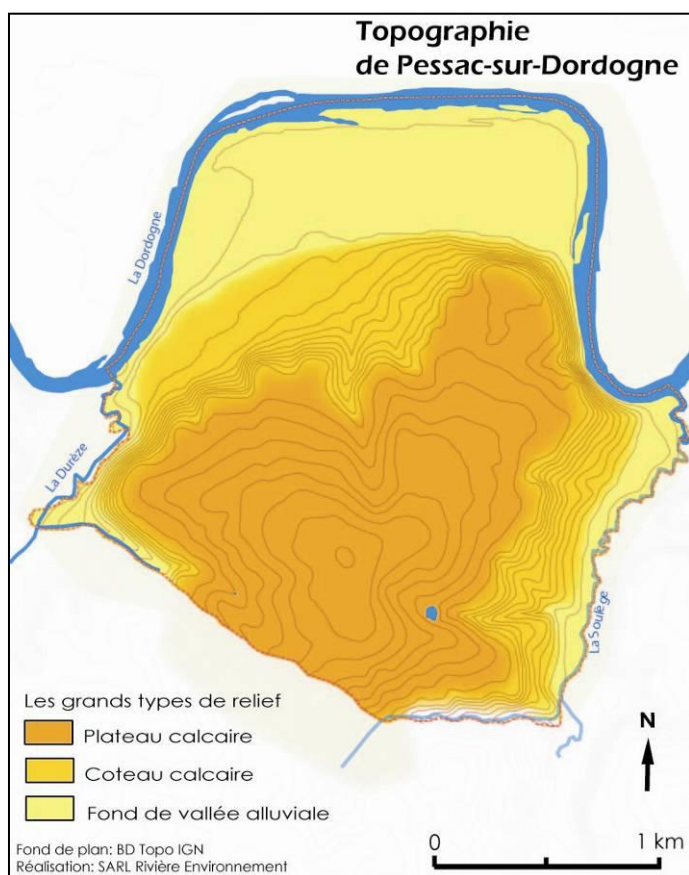 Topographie
de Pessac-sur-Dordogne
La Dordogne
La Durèze
La Soulège
Les grands types de relief
Plateau calcaire
Coteau calcaire
Fond de vallée alluviale
N
0 1 km
Fond de plan: BD Topo IGN
Réalisation: SARL Rivière Environnement